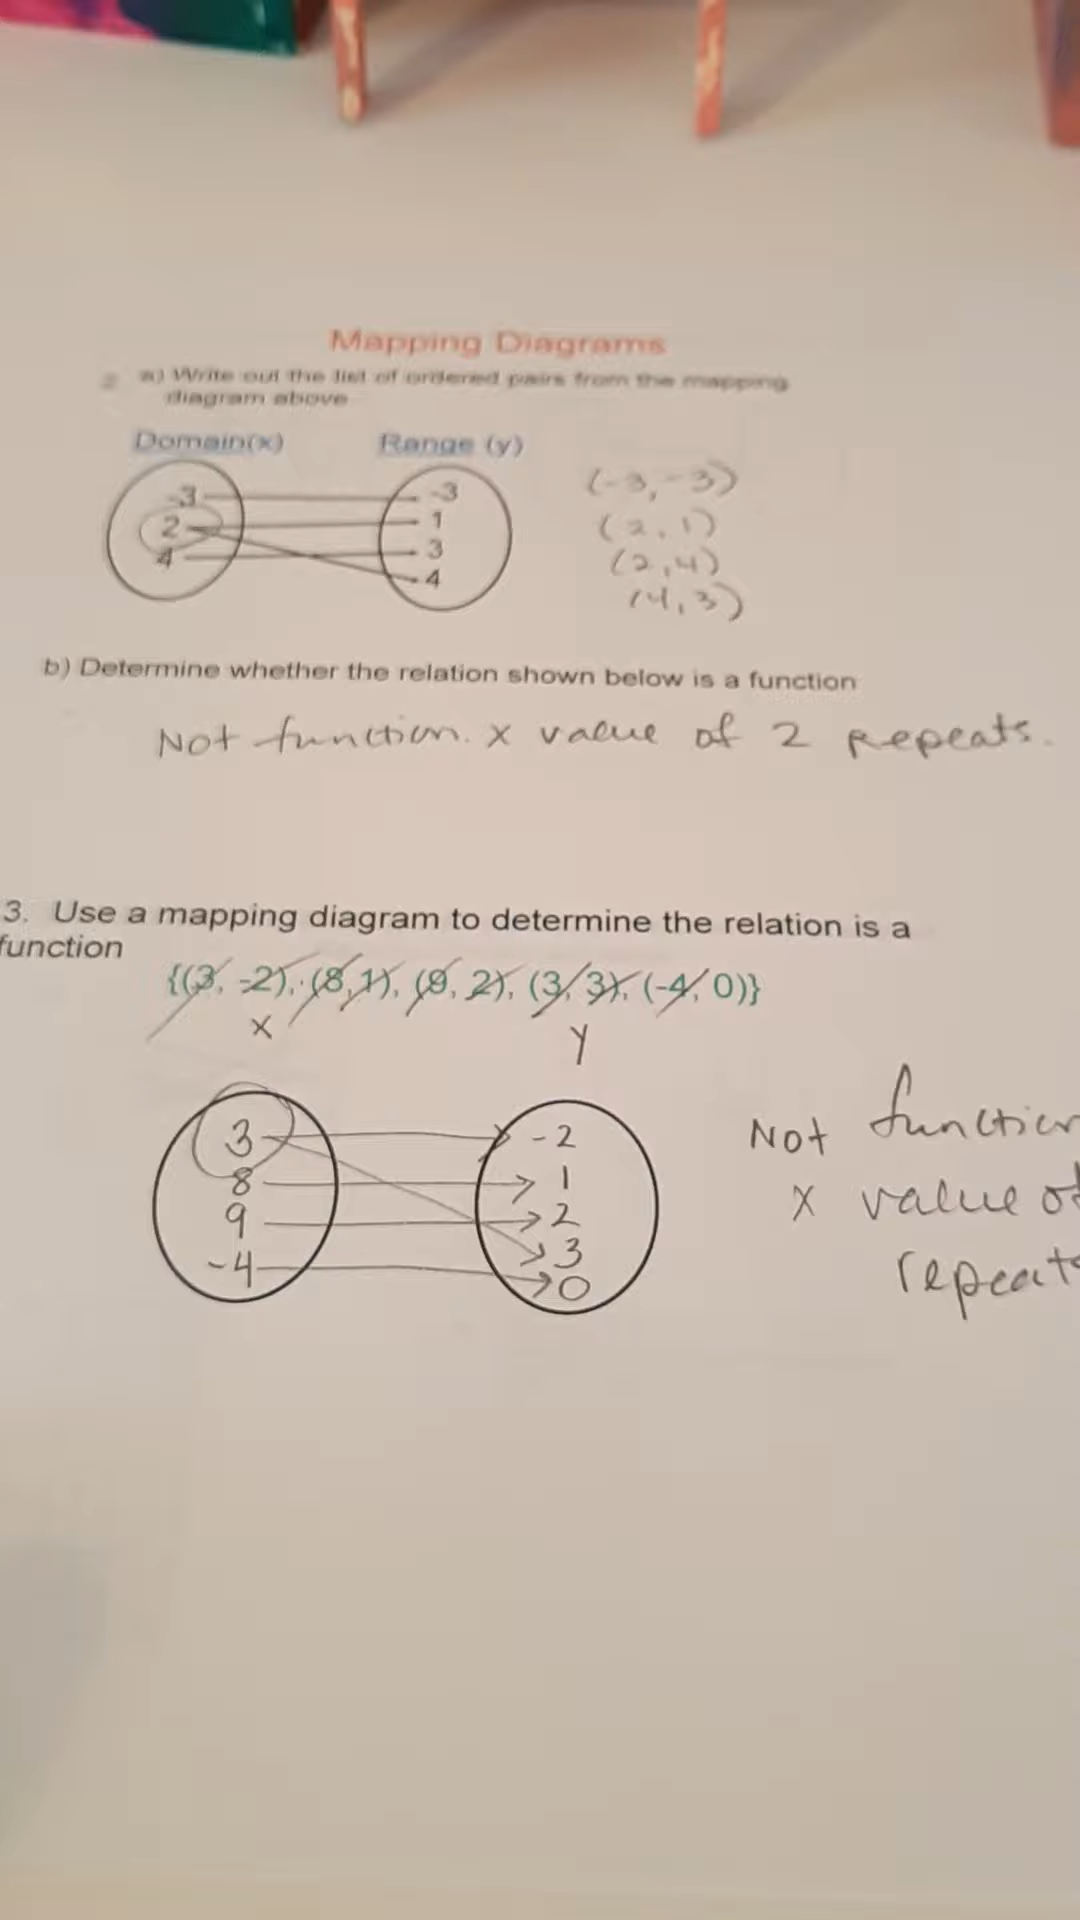 Mapping Diagrams
2 a) Write out the list of ordered pairs from the mapping
diagram above
Domain(x) Range (y)
-3 -3
2 1
4 3
4
(-3, -3)
(2, 1)
(2, 4)
(4, 3)
b) Determine whether the relation shown below is a function
Not function. x value of 2 repeats.
3. Use a mapping diagram to determine the relation is a
function
{(3, -2), (8, 1), (9, 2), (3, 3), (-4, 0)}
x y
3 -2
8 1
9 2
-4 3
0
Not function
x value of
repeats